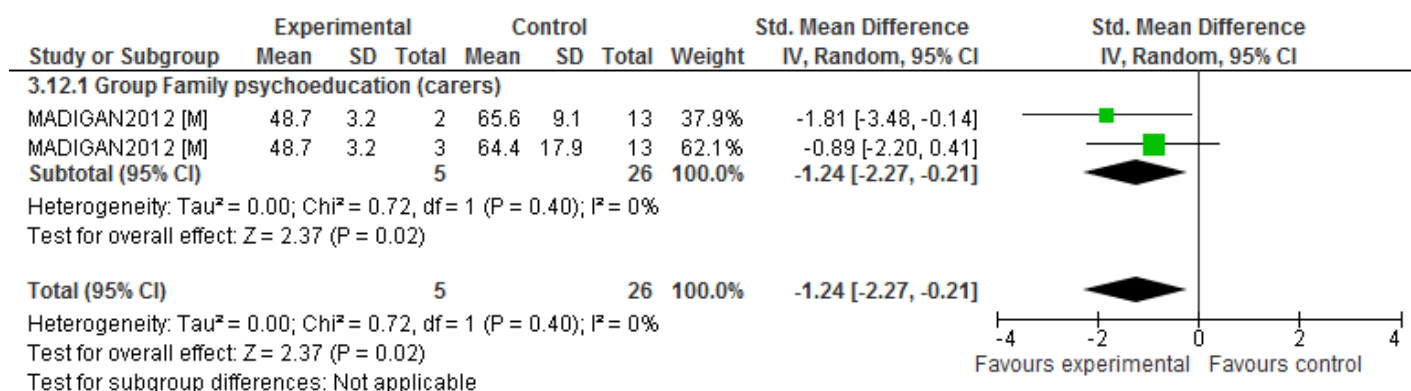 Experimental Control Std. Mean Difference Std. Mean Difference
Study or Subgroup Mean SD Total Mean SD Total Weight IV, Random, 95% CI IV, Random, 95% CI
3.12.1 Group Family psychoeducation (carers)
MADIGAN2012 [M] 48.7 3.2 2 65.6 9.1 13 37.9% -1.81 [-3.48, -0.14]
MADIGAN2012 [M] 48.7 3.2 3 64.4 17.9 13 62.1% -0.89 [-2.20, 0.41]
Subtotal (95% CI) 5 26 100.0% -1.24 [-2.27, -0.21]
Heterogeneity: Tau² = 0.00; Chi² = 0.72, df = 1 (P = 0.40); I² = 0%
Test for overall effect: Z = 2.37 (P = 0.02)
Total (95% CI) 5 26 100.0% -1.24 [-2.27, -0.21]
Heterogeneity: Tau² = 0.00; Chi² = 0.72, df = 1 (P = 0.40); I² = 0%
Test for overall effect: Z = 2.37 (P = 0.02)
Test for subgroup differences: Not applicable
-4 -2 0 2 4
Favours experimental Favours control